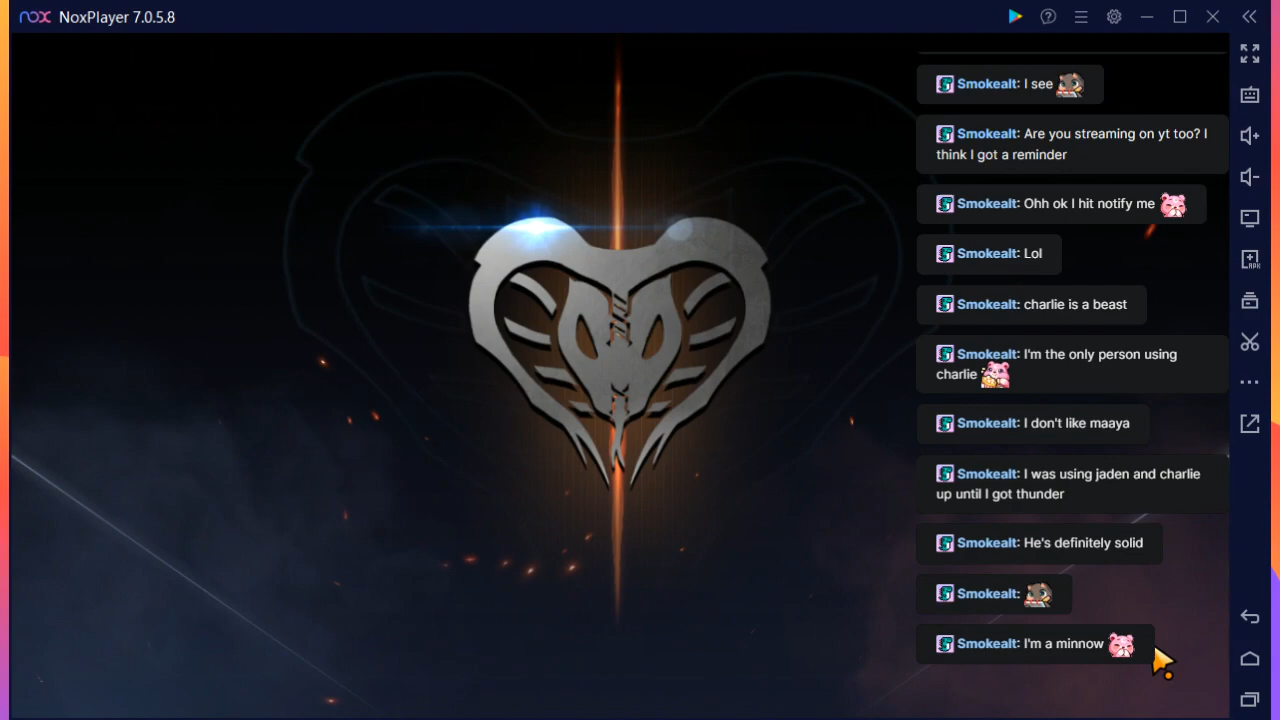 nox NoxPlayer 7.0.5.8
Smokealt: I see
Smokealt: Are you streaming on yt too? I
think I got a reminder
Smokealt: Ohh ok I hit notify me
Smokealt: Lol
Smokealt: charlie is a beast
Smokealt: I'm the only person using
charlie
Smokealt: I don't like maaya
Smokealt: I was using jaden and charlie
up until I got thunder
Smokealt: He's definitely solid
Smokealt:
Smokealt: I'm a minnow